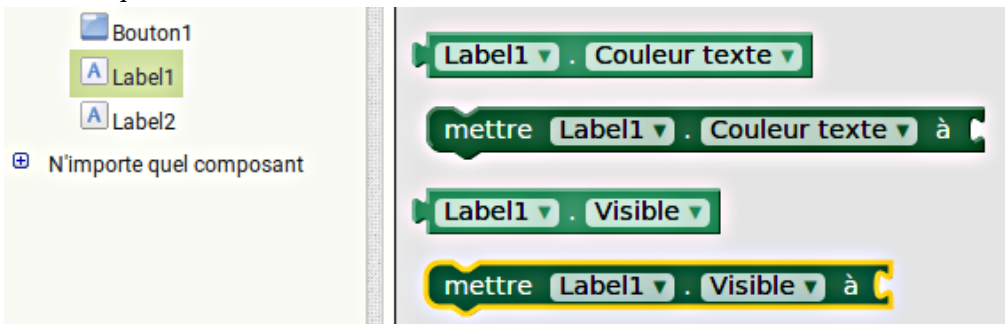 Bouton1
Label1
Label2
N'importe quel composant
Label1 . Couleur texte
mettre Label1 . Couleur texte à
Label1 . Visible
mettre Label1 . Visible à